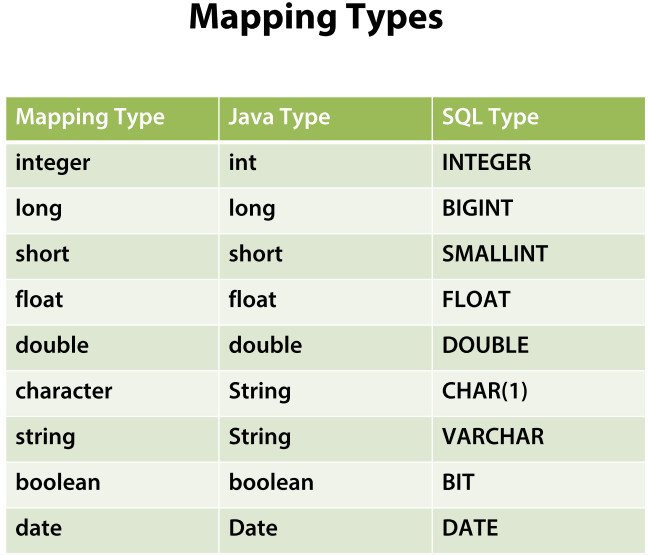 Mapping Types
Mapping Type Java Type SQL Type
integer int INTEGER
long long BIGINT
short short SMALLINT
float float FLOAT
double double DOUBLE
character String CHAR(1)
string String VARCHAR
boolean boolean BIT
date Date DATE